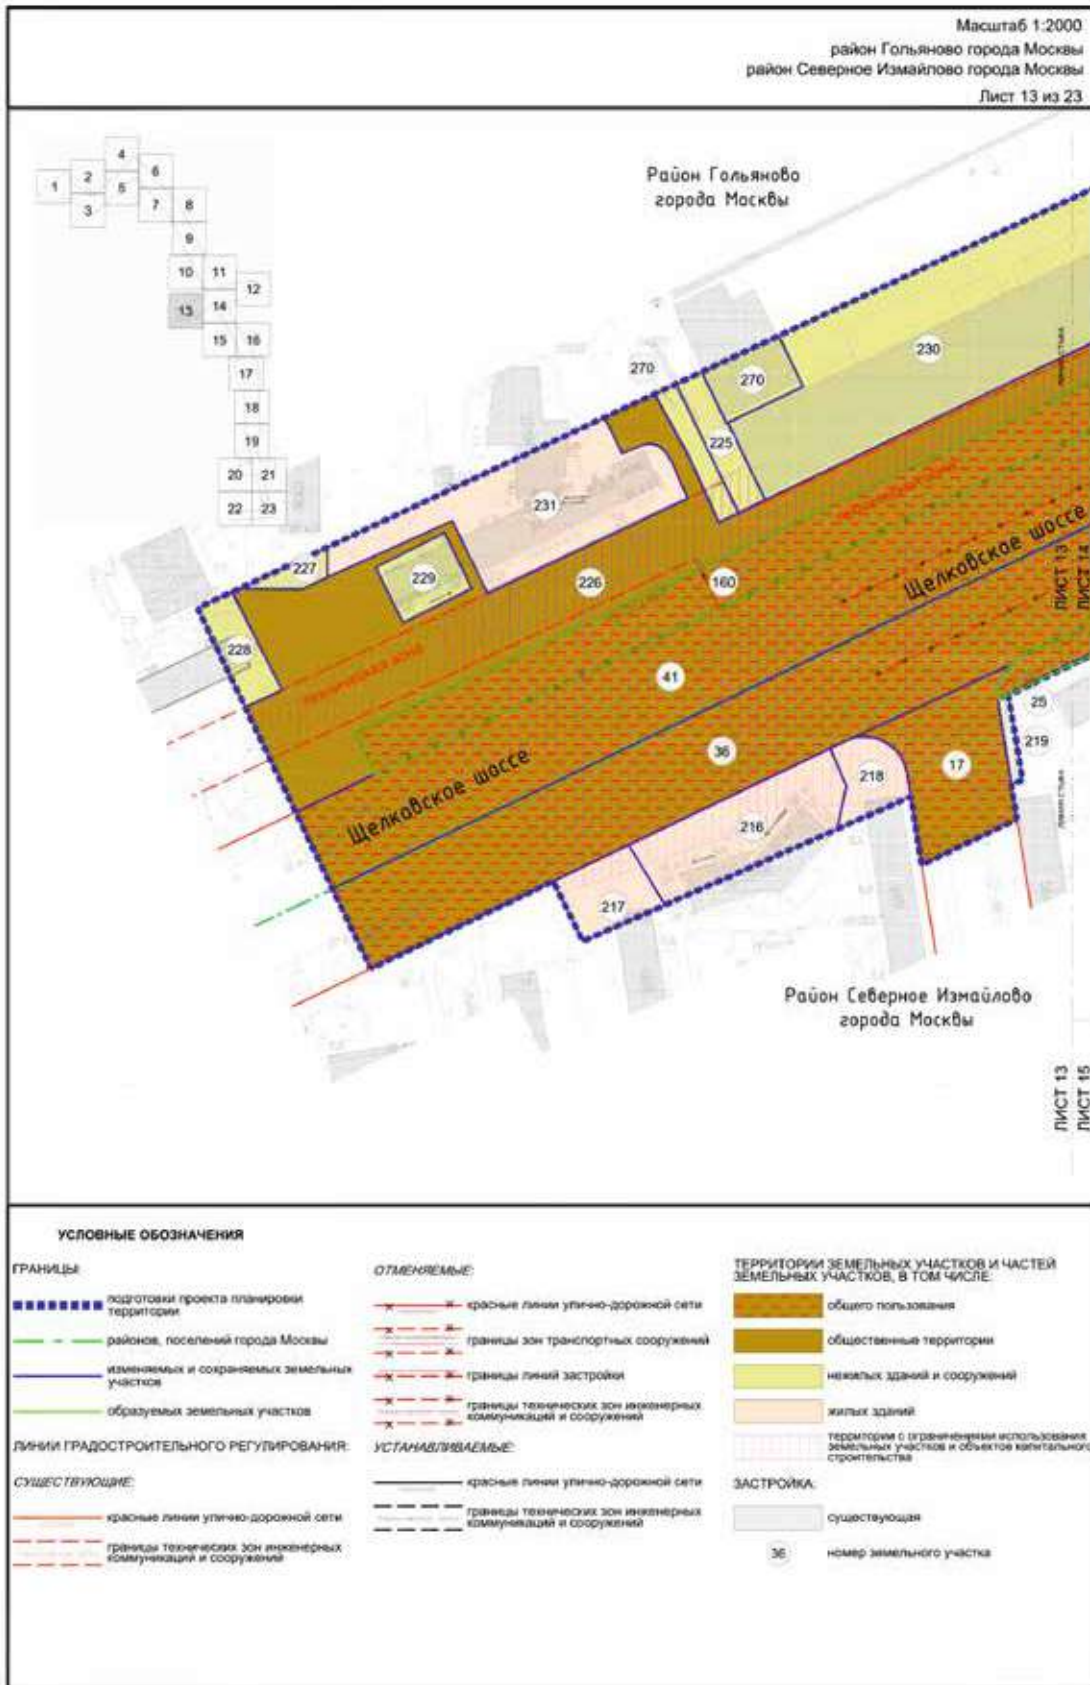 Масштаб 1:2000
район Гольяново города Москвы
район Северное Измайлово города Москвы
Лист 13 из 23
1
2
3
4
5
6
7
8
9
10
11
12
13
14
15
16
17
18
19
20
21
22
23
Район Гольяново
города Москвы
270
270
230
225
231
227
229
226
160
228
41
36
Щелковское шоссе
Щелковское шоссе
техническая зона
25
219
17
218
216
217
Район Северное Измайлово
города Москвы
ЛИСТ 13
ЛИСТ 14
ЛИСТ 13
ЛИСТ 15
УСЛОВНЫЕ ОБОЗНАЧЕНИЯ
ГРАНИЦЫ:
подготовки проекта планировки
территории
районов, поселений города Москвы
изменяемых и сохраняемых земельных
участков
образуемых земельных участков
ЛИНИИ ГРАДОСТРОИТЕЛЬНОГО РЕГУЛИРОВАНИЯ:
СУЩЕСТВУЮЩИЕ:
красные линии улично-дорожной сети
границы технических зон инженерных
коммуникаций и сооружений
ОТМЕНЯЕМЫЕ:
красные линии улично-дорожной сети
границы зон транспортных сооружений
границы линий застройки
границы технических зон инженерных
коммуникаций и сооружений
УСТАНАВЛИВАЕМЫЕ:
красные линии улично-дорожной сети
границы технических зон инженерных
коммуникаций и сооружений
ТЕРРИТОРИИ ЗЕМЕЛЬНЫХ УЧАСТКОВ И ЧАСТЕЙ
ЗЕМЕЛЬНЫХ УЧАСТКОВ, В ТОМ ЧИСЛЕ:
общего пользования
общественные территории
нежилых зданий и сооружений
жилых зданий
территории с ограничениями использования
земельных участков и объектов капитального
строительства
ЗАСТРОЙКА:
существующая
36
номер земельного участка